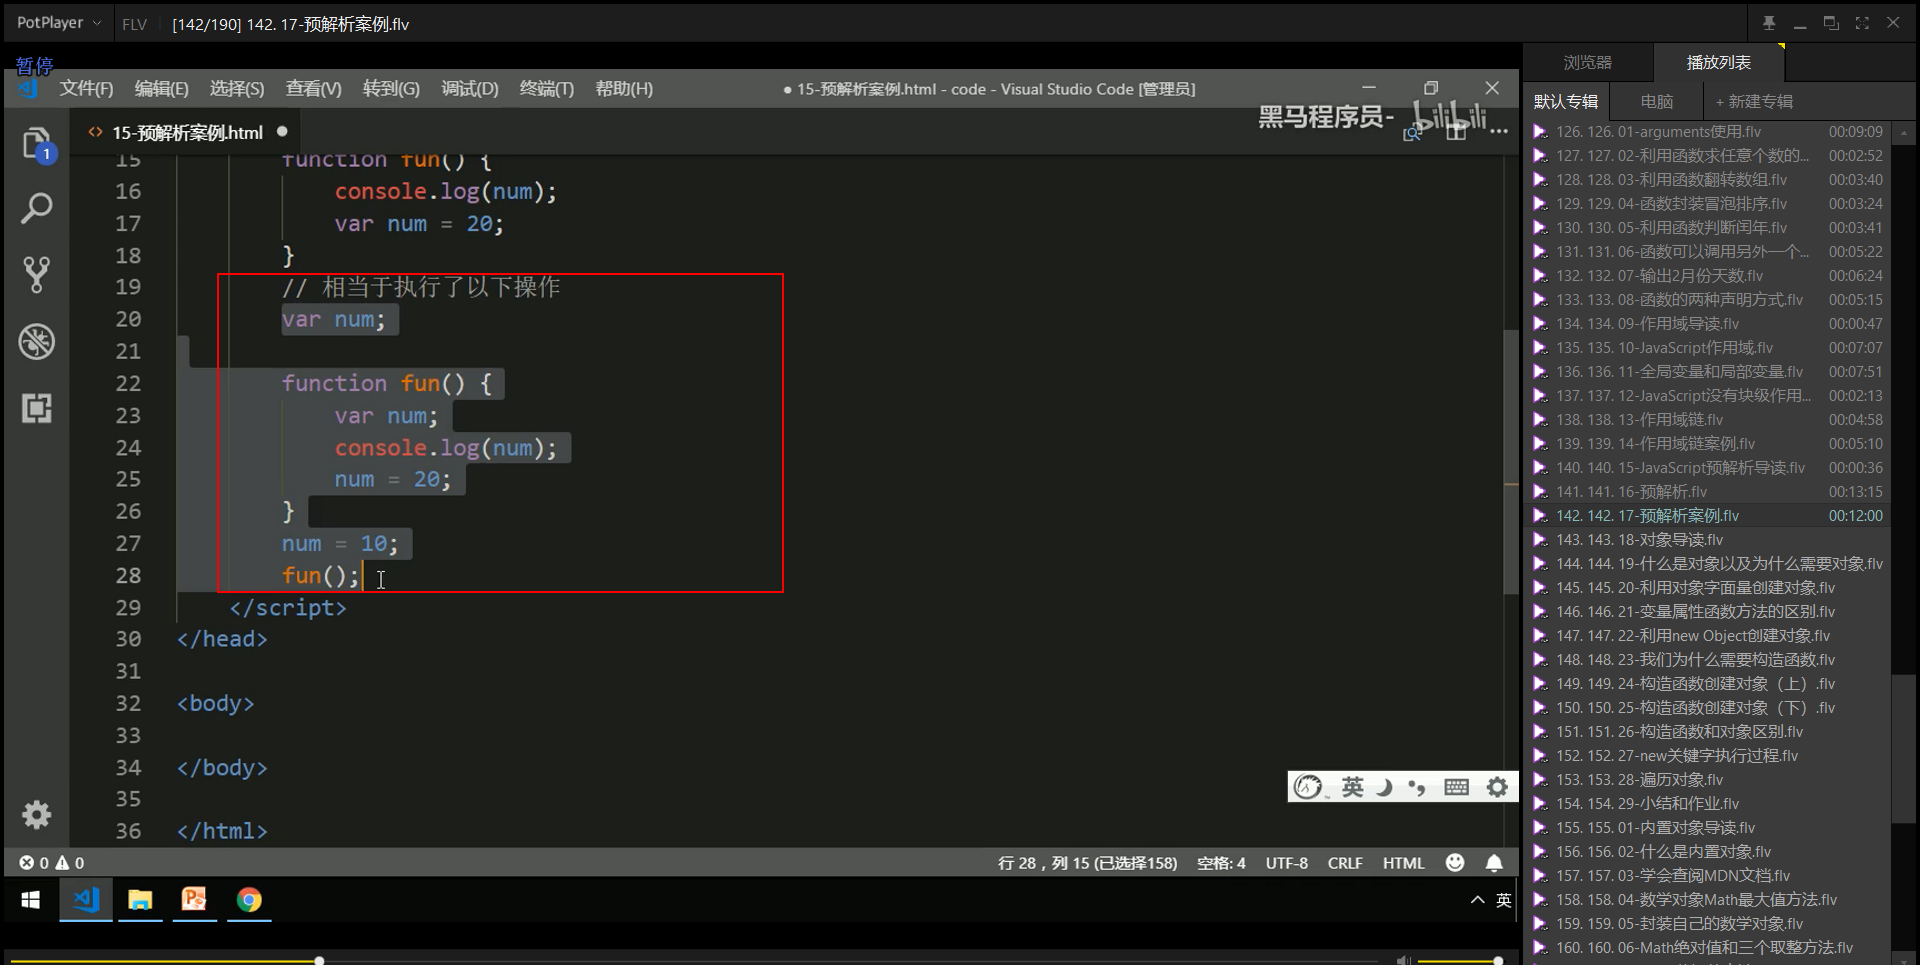 PotPlayer FLV [142/190] 142. 17-预解析案例.flv
暂停
文件(F) 编辑(E) 选择(S) 查看(V) 转到(G) 调试(D) 终端(T) 帮助(H) ● 15-预解析案例.html - code - Visual Studio Code [管理员]
<> 15-预解析案例.html ●
黑马程序员- bilibili
1
15 function fun() {
16 console.log(num);
17 var num = 20;
18 }
19 // 相当于执行了以下操作
20 var num;
21
22 function fun() {
23 var num;
24 console.log(num);
25 num = 20;
26 }
27 num = 10;
28 fun();
29 </script>
30 </head>
31
32 <body>
33
34 </body>
35
36 </html>
英
0 0 行 28，列 15 (已选择158) 空格: 4 UTF-8 CRLF HTML
英
浏览器 播放列表
默认专辑 电脑 + 新建专辑
126. 126. 01-arguments使用.flv 00:09:09
127. 127. 02-利用函数求任意个数的... 00:02:52
128. 128. 03-利用函数翻转数组.flv 00:03:40
129. 129. 04-函数封装冒泡排序.flv 00:03:24
130. 130. 05-利用函数判断闰年.flv 00:03:41
131. 131. 06-函数可以调用另外一个... 00:05:22
132. 132. 07-输出2月份天数.flv 00:06:24
133. 133. 08-函数的两种声明方式.flv 00:05:15
134. 134. 09-作用域导读.flv 00:00:47
135. 135. 10-JavaScript作用域.flv 00:07:07
136. 136. 11-全局变量和局部变量.flv 00:07:51
137. 137. 12-JavaScript没有块级作用... 00:02:13
138. 138. 13-作用域链.flv 00:04:58
139. 139. 14-作用域链案例.flv 00:05:10
140. 140. 15-JavaScript预解析导读.flv 00:00:36
141. 141. 16-预解析.flv 00:13:15
142. 142. 17-预解析案例.flv 00:12:00
143. 143. 18-对象导读.flv
144. 144. 19-什么是对象以及为什么需要对象.flv
145. 145. 20-利用对象字面量创建对象.flv
146. 146. 21-变量属性函数方法的区别.flv
147. 147. 22-利用new Object创建对象.flv
148. 148. 23-我们为什么需要构造函数.flv
149. 149. 24-构造函数创建对象（上）.flv
150. 150. 25-构造函数创建对象（下）.flv
151. 151. 26-构造函数和对象区别.flv
152. 152. 27-new关键字执行过程.flv
153. 153. 28-遍历对象.flv
154. 154. 29-小结和作业.flv
155. 155. 01-内置对象导读.flv
156. 156. 02-什么是内置对象.flv
157. 157. 03-学会查阅MDN文档.flv
158. 158. 04-数学对象Math最大值方法.flv
159. 159. 05-封装自己的数学对象.flv
160. 160. 06-Math绝对值和三个取整方法.flv